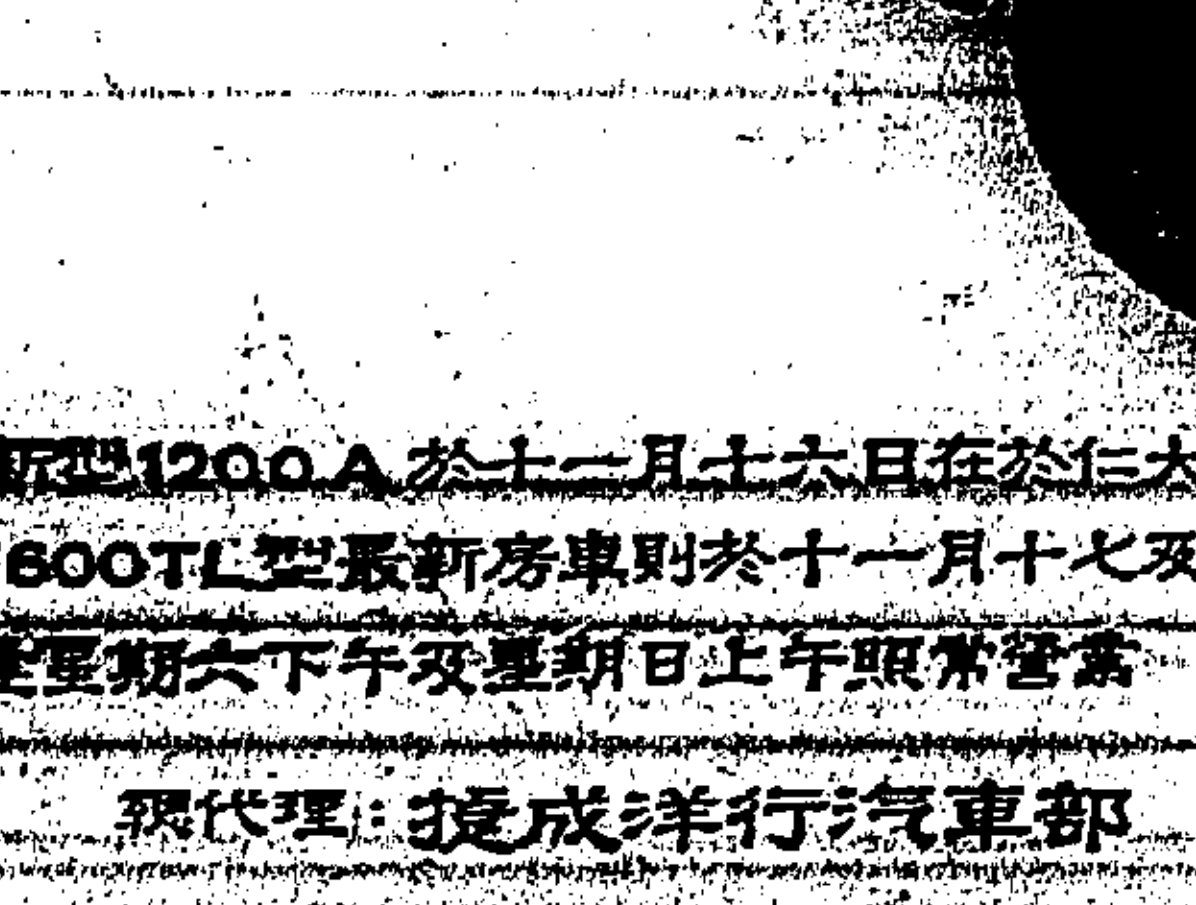 新型1200A於十一月十六日在於仁大
600TL型最新房車則於十一月十七及
星期六下午及星期日上午照常營業
代理：捷成洋行汽車部